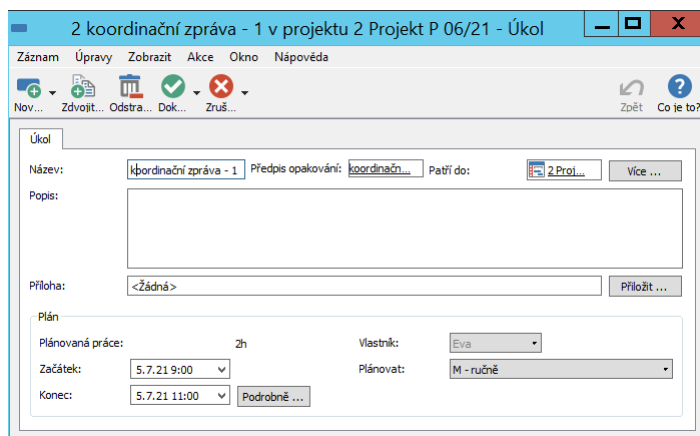 2 koordinační zpráva - 1 v projektu 2 Projekt P 06/21 - Úkol
Záznam Úpravy Zobrazit Akce Okno Nápověda
Nov... Zdvojit... Odstra... Dok... Zruš... Zpět Co je to?
Úkol
Název: koordinační zpráva - 1 Předpis opakování: koordinačn... Patří do: 2 Proj... Více ...
Popis:
Příloha: <Žádná> Přiložit ...
Plán
Plánovaná práce: 2h Vlastník: Eva
Začátek: 5.7.21 9:00 Plánovat: M - ručně
Konec: 5.7.21 11:00 Podrobně ...